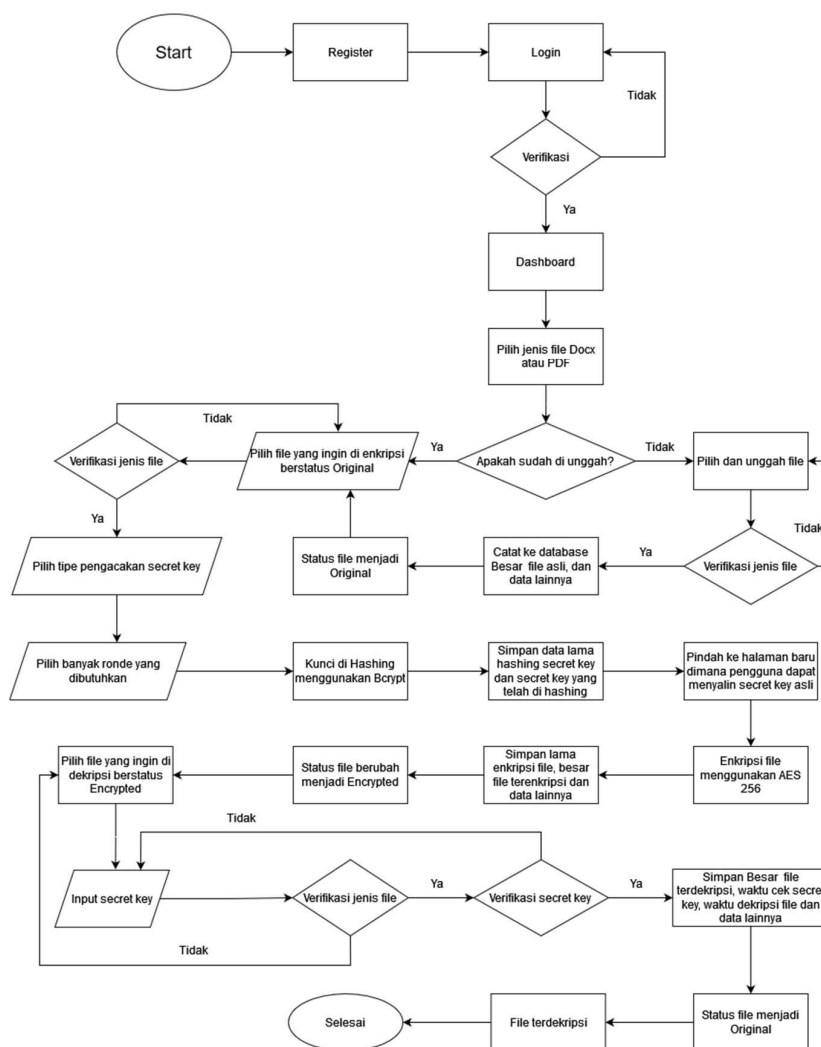 Start
Register
Login
Tidak
Verifikasi
Ya
Dashboard
Pilih jenis file Docx
atau PDF
Tidak
Verifikasi jenis file
Pilih file yang ingin di enkripsi
berstatus Original
Ya
Apakah sudah di unggah?
Tidak
Pilih dan unggah file
Ya
Pilih tipe pengacakan secret key
Status file menjadi
Original
Catat ke database
Besar file asli, dan
data lainnya
Ya
Verifikasi jenis file
Tidak
Pilih banyak ronde yang
dibutuhkan
Kunci di Hashing
menggunakan Bcrypt
Simpan data lama
hashing secret key
dan secret key yang
telah di hashing
Pindah ke halaman baru
dimana pengguna dapat
menyalin secret key asli
Pilih file yang ingin di
dekripsi berstatus
Encrypted
Status file berubah
menjadi Encrypted
Simpan lama
enkripsi file, besar
file terenkripsi dan
data lainnya
Enkripsi file
menggunakan AES
256
Tidak
Input secret key
Verifikasi jenis file
Ya
Verifikasi secret key
Ya
Simpan Besar file
terdekripsi, waktu cek secret
key, waktu dekripsi file dan
data lainnya
Tidak
Selesai
File terdekripsi
Status file menjadi
Original